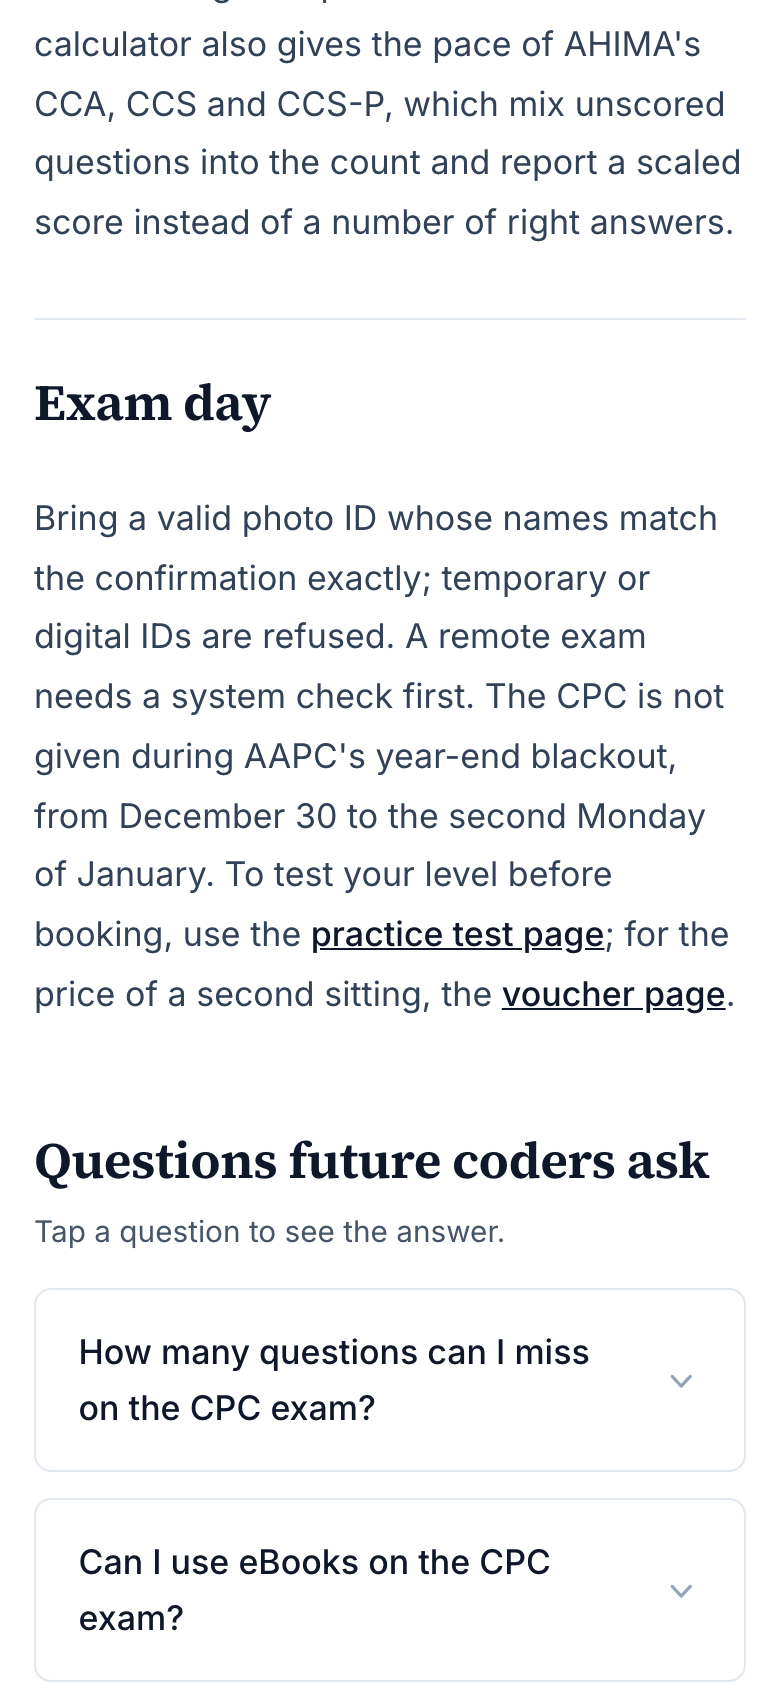 calculator also gives the pace of AHIMA's
CCA, CCS and CCS-P, which mix unscored
questions into the count and report a scaled
score instead of a number of right answers.
Exam day
Bring a valid photo ID whose names match
the confirmation exactly; temporary or
digital IDs are refused. A remote exam
needs a system check first. The CPC is not
given during AAPC's year-end blackout,
from December 30 to the second Monday
of January. To test your level before
booking, use the practice test page; for the
price of a second sitting, the voucher page.
Questions future coders ask
Tap a question to see the answer.
How many questions can I miss
on the CPC exam?
Can I use eBooks on the CPC
exam?